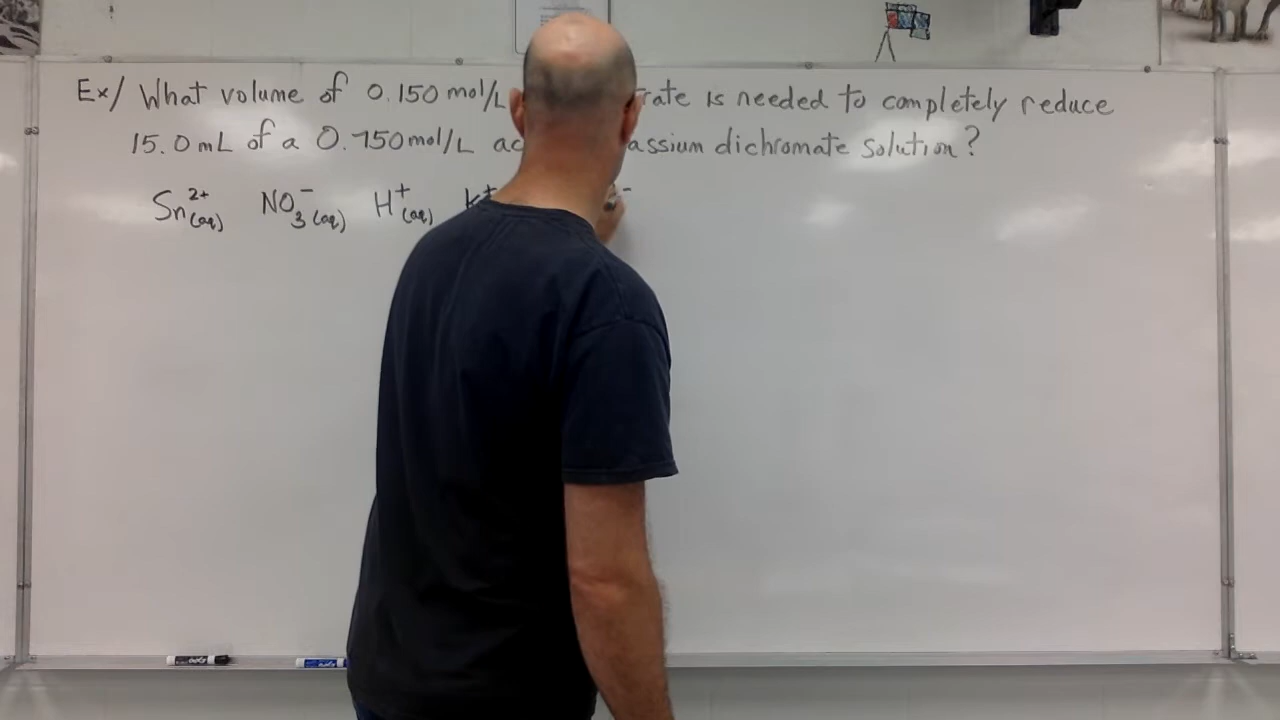 Ex/ What volume of 0.150 mol/L rate is needed to completely reduce
15.0 mL of a 0.750 mol/L ac assium dichromate solution?
Sn²⁺(aq) NO₃⁻(aq) H⁺(aq) K⁺